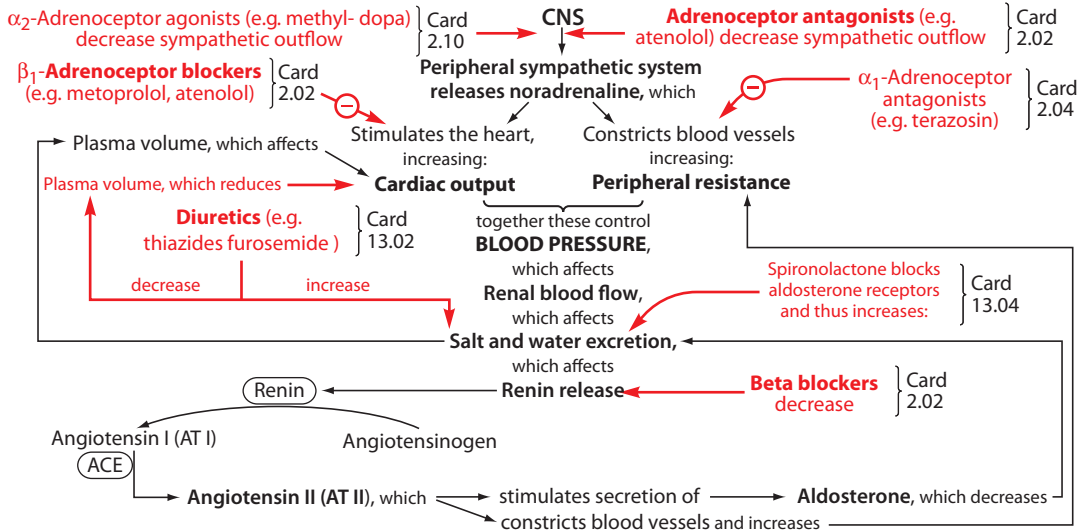 α2-Adrenoceptor agonists (e.g. methyl- dopa)
decrease sympathetic outflow
Card
2.10
CNS
Adrenoceptor antagonists (e.g.
atenolol) decrease sympathetic outflow
Card
2.02
β1-Adrenoceptor blockers
(e.g. metoprolol, atenolol)
Card
2.02
Peripheral sympathetic system
releases noradrenaline, which
α1-Adrenoceptor
antagonists
(e.g. terazosin)
Card
2.04
Stimulates the heart,
increasing:
Cardiac output
Constricts blood vessels
increasing:
Peripheral resistance
Plasma volume, which affects
Plasma volume, which reduces
Diuretics (e.g.
thiazides furosemide )
Card
13.02
decrease
increase
together these control
BLOOD PRESSURE,
which affects
Renal blood flow,
which affects
Salt and water excretion,
which affects
Renin release
Spironolactone blocks
aldosterone receptors
and thus increases:
Card
13.04
Beta blockers
decrease
Card
2.02
Renin
Angiotensin I (AT I)
Angiotensinogen
ACE
Angiotensin II (AT II), which
stimulates secretion of
Aldosterone, which decreases
constricts blood vessels and increases